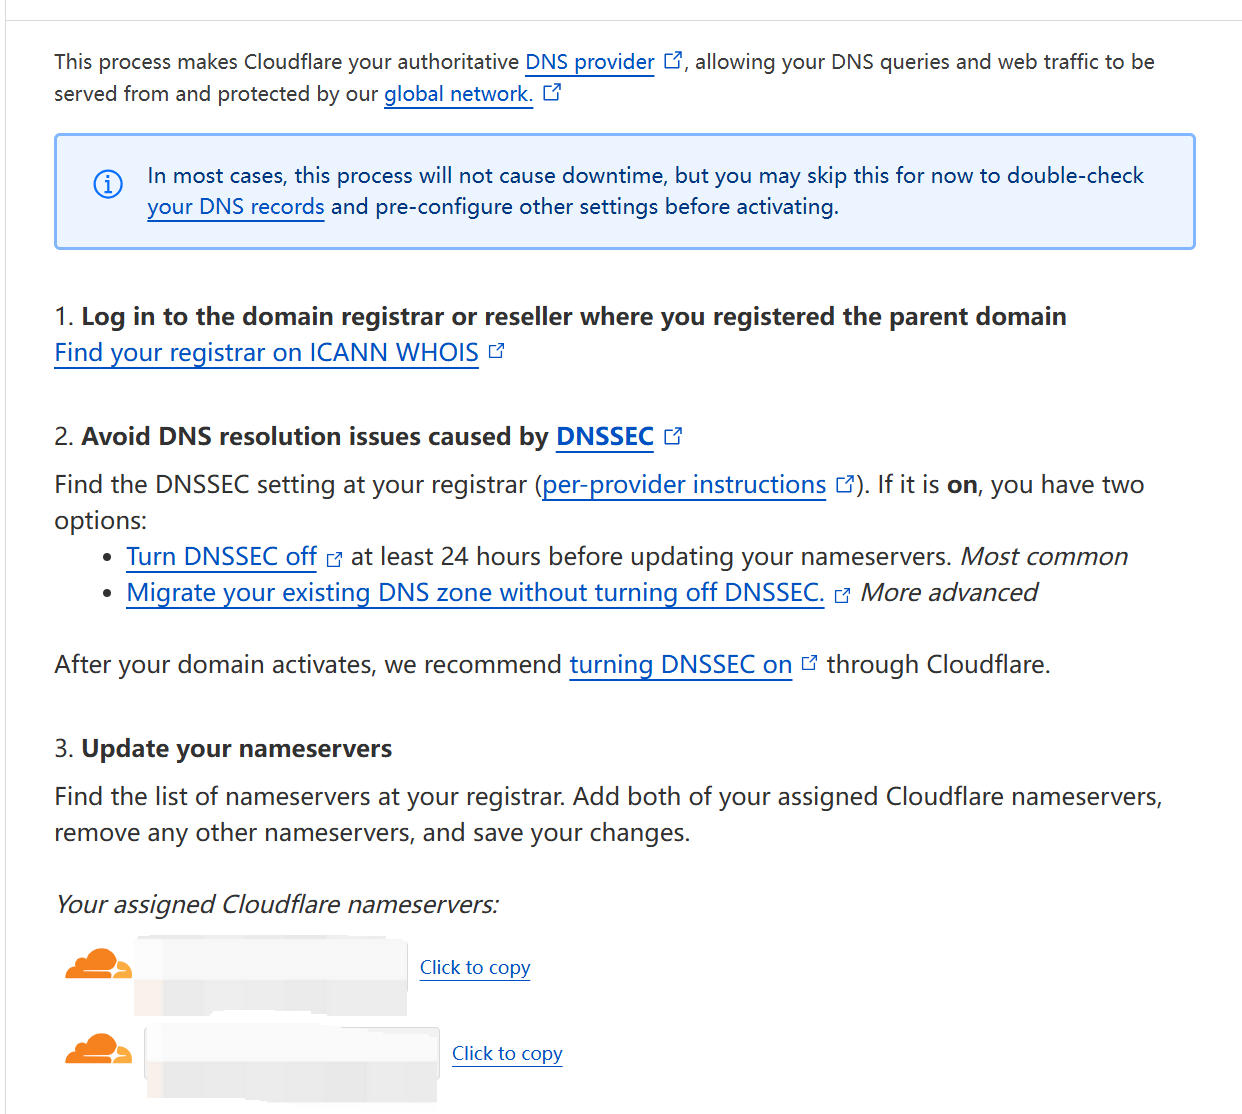 This process makes Cloudflare your authoritative DNS provider, allowing your DNS queries and web traffic to be
served from and protected by our global network.
In most cases, this process will not cause downtime, but you may skip this for now to double-check
your DNS records and pre-configure other settings before activating.
1. Log in to the domain registrar or reseller where you registered the parent domain
Find your registrar on ICANN WHOIS
2. Avoid DNS resolution issues caused by DNSSEC
Find the DNSSEC setting at your registrar (per-provider instructions). If it is on, you have two
options:
• Turn DNSSEC off at least 24 hours before updating your nameservers. Most common
• Migrate your existing DNS zone without turning off DNSSEC. More advanced
After your domain activates, we recommend turning DNSSEC on through Cloudflare.
3. Update your nameservers
Find the list of nameservers at your registrar. Add both of your assigned Cloudflare nameservers,
remove any other nameservers, and save your changes.
Your assigned Cloudflare nameservers:
Click to copy
Click to copy